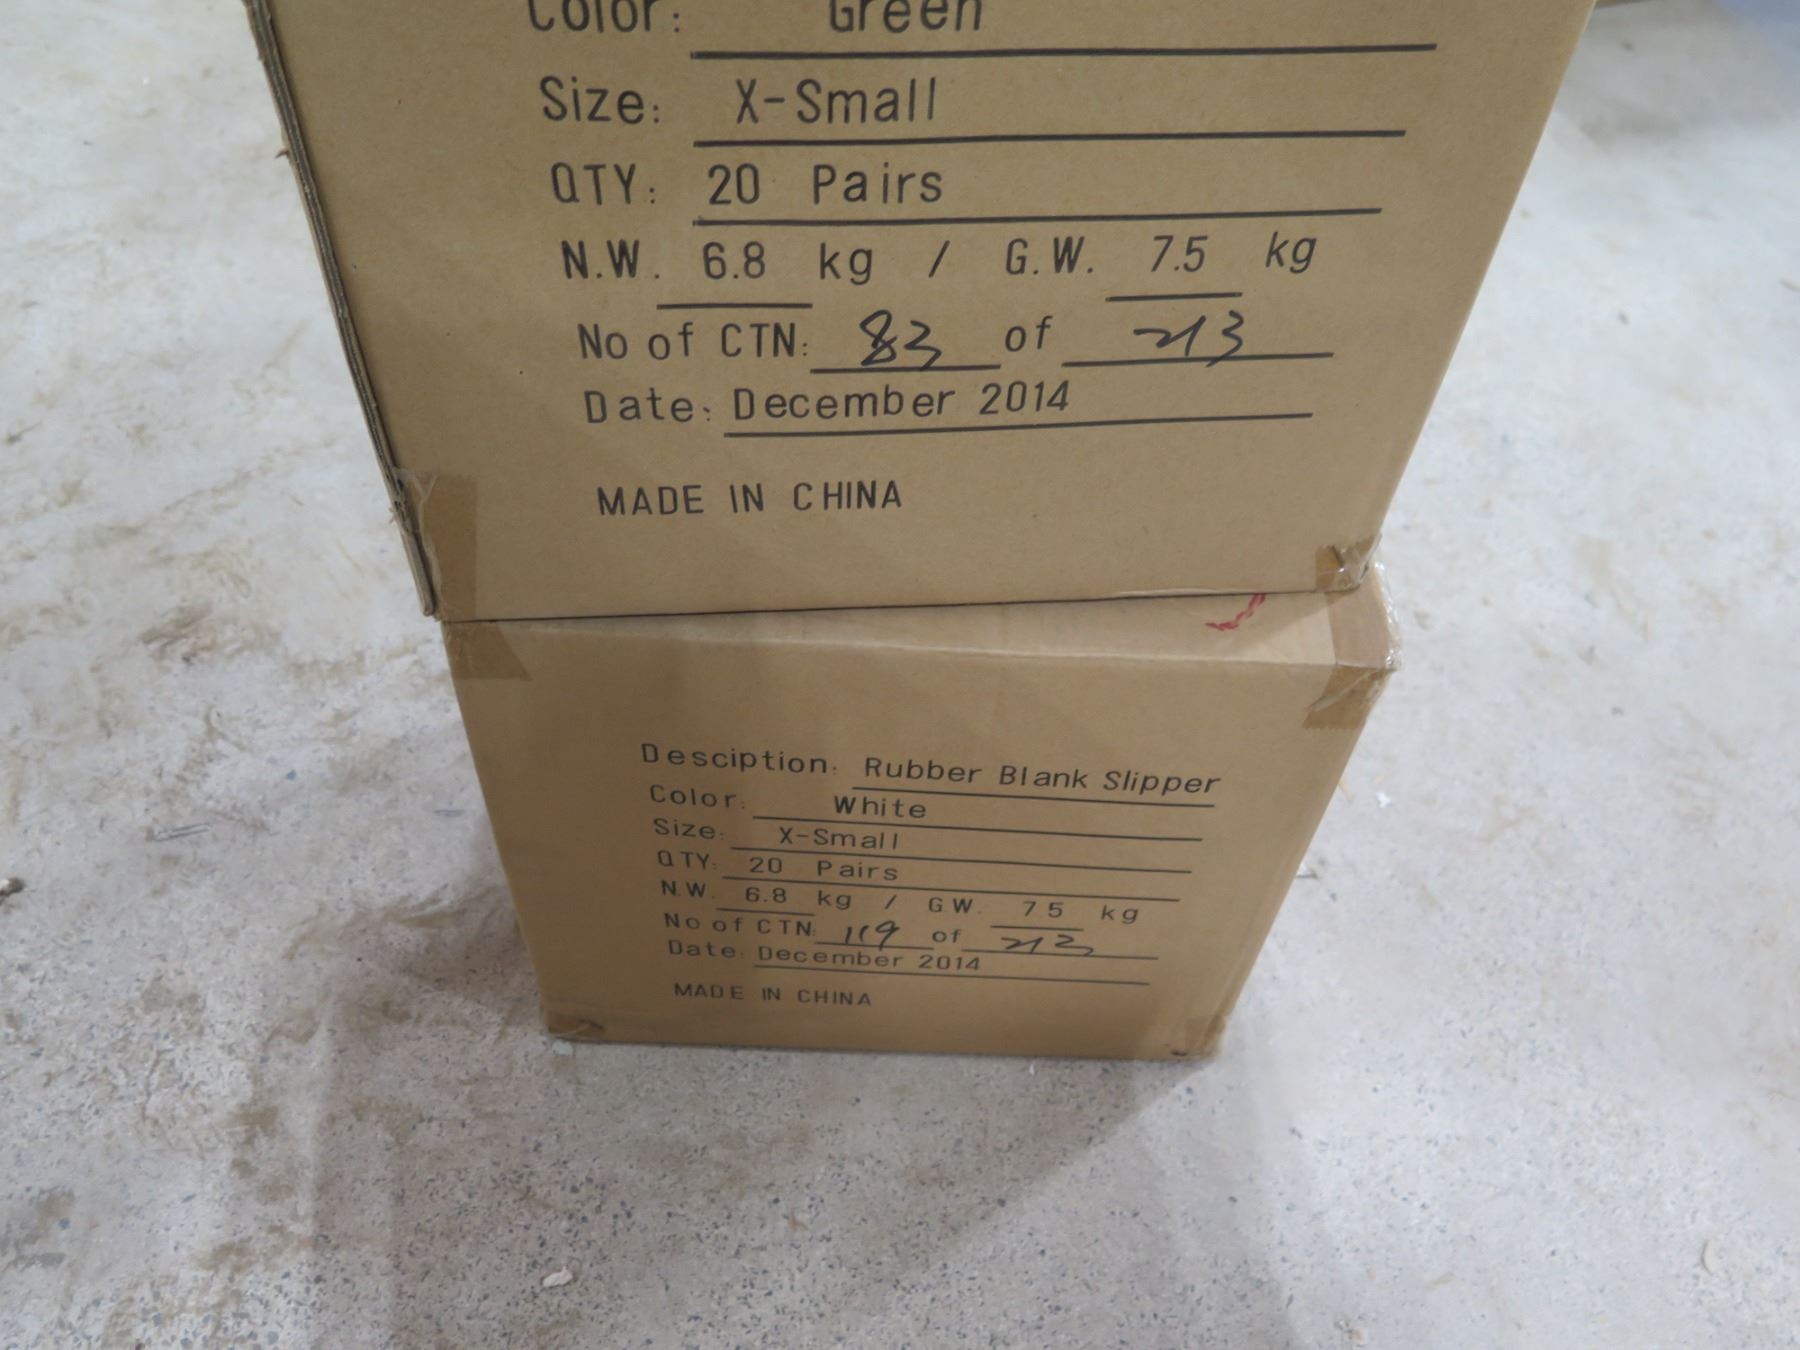 Color: Green
Size: X-Small
QTY: 20 Pairs
N.W. 6.8 kg / G.W. 7.5 kg
No of CTN: 83 of 213
Date: December 2014
MADE IN CHINA
Desciption: Rubber Blank Slipper
Color: White
Size: X-Small
QTY: 20 Pairs
N.W. 6.8 kg / G.W. 7.5 kg
No of CTN: 119 of 213
Date: December 2014
MADE IN CHINA